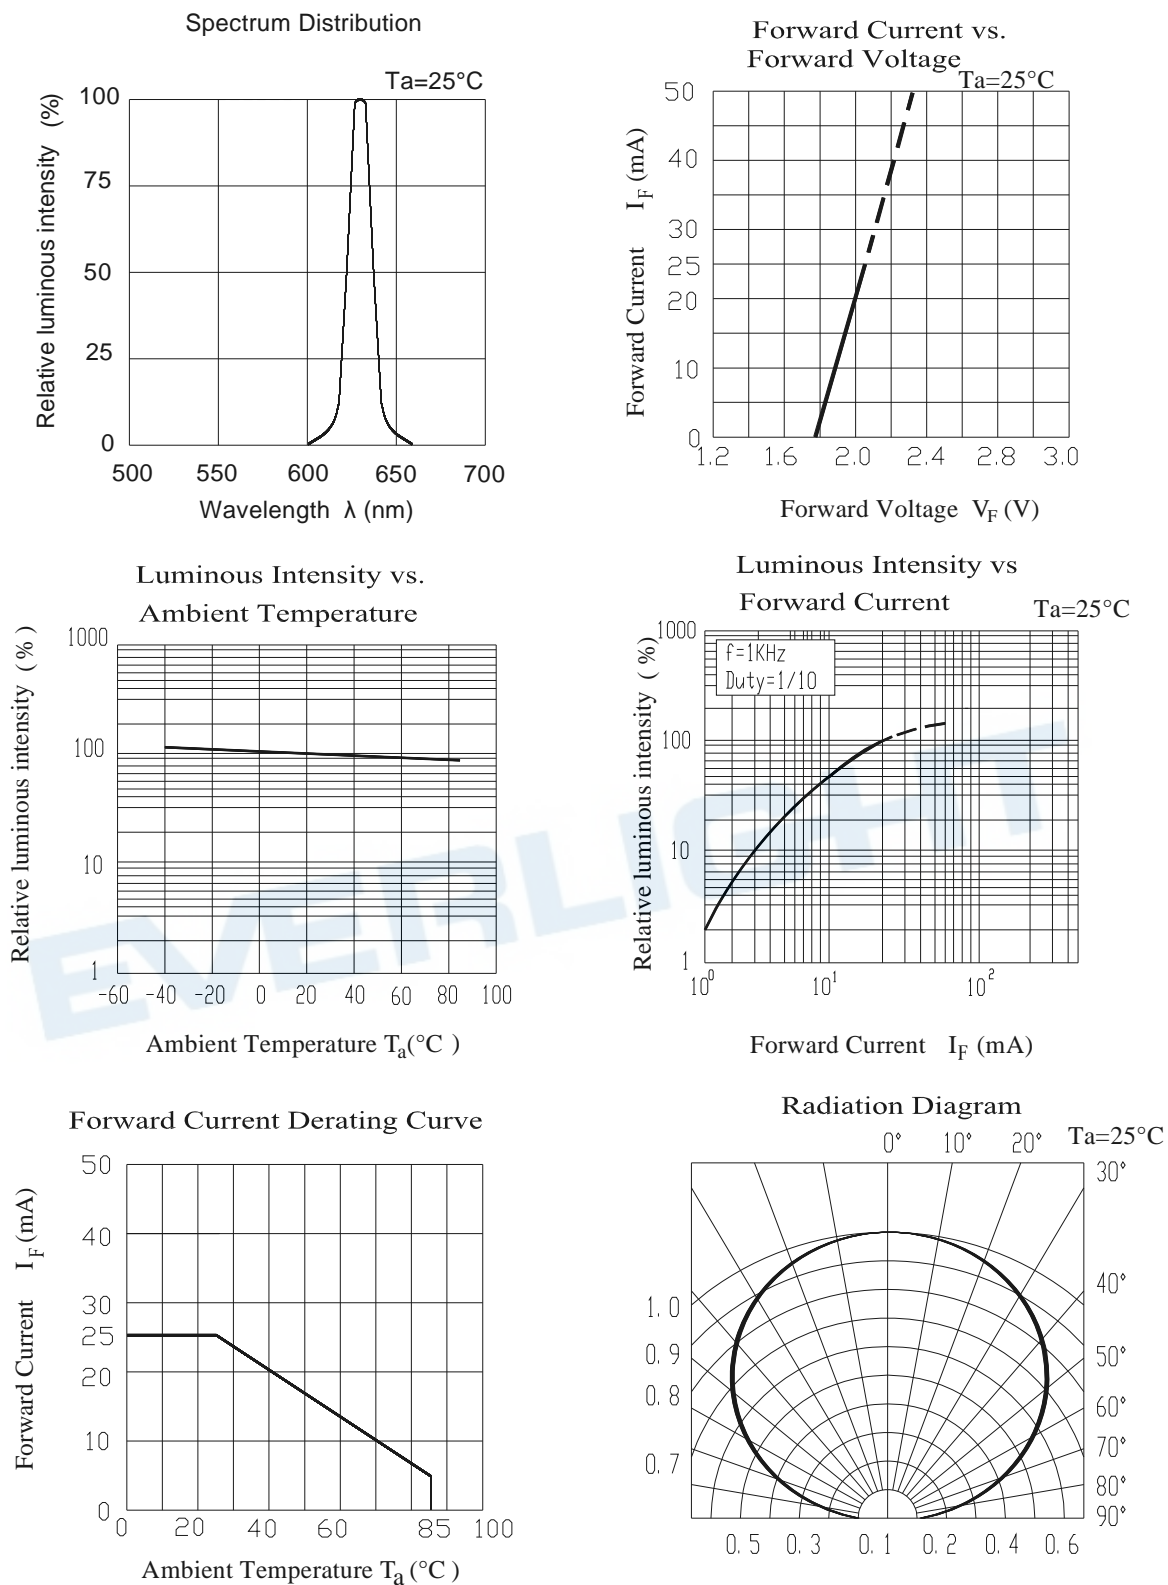 Spectrum Distribution
Ta=25°C
Relative luminous intensity (%)
100
75
50
25
0
500 550 600 650 700
Wavelength λ (nm)
Forward Current vs.
Forward Voltage
Ta=25°C
Forward Current IF (mA)
50
40
30
25
20
10
0
1.2 1.6 2.0 2.4 2.8 3.0
Forward Voltage VF (V)
Luminous Intensity vs.
Ambient Temperature
Relative luminous intensity (%)
1000
100
10
1
-60 -40 -20 0 20 40 60 80 100
Ambient Temperature Ta(°C )
Luminous Intensity vs
Forward Current
Ta=25°C
f=1KHz
Duty=1/10
Relative luminous intensity (%)
1000
100
10
1
10⁰ 10¹ 10²
Forward Current IF (mA)
EVERLIGHT
Forward Current Derating Curve
Forward Current IF (mA)
50
40
30
25
20
10
0
0 20 40 60 85 100
Ambient Temperature Ta (°C )
Radiation Diagram
Ta=25°C
0° 10° 20°
30°
40°
50°
60°
70°
80°
90°
1.0
0.9
0.8
0.7
0.5 0.3 0.1 0.2 0.4 0.6